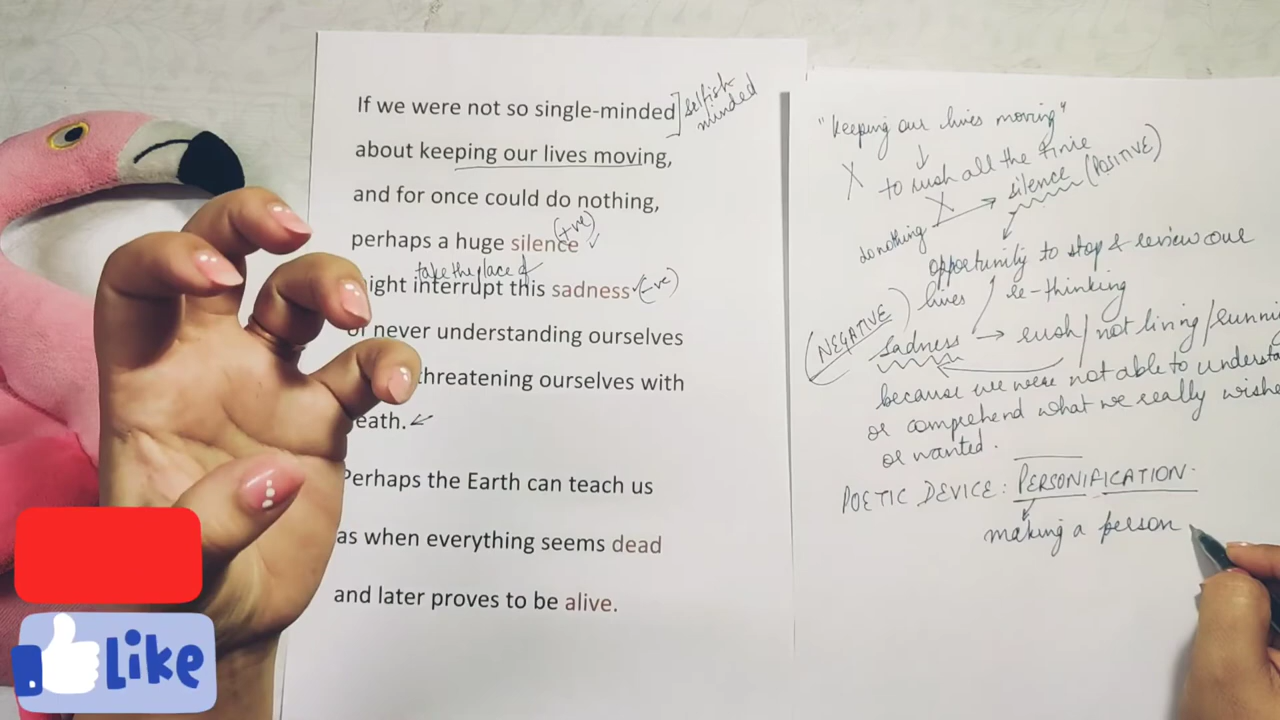 If we were not so single-minded] selfish minded
about keeping our lives moving,
and for once could do nothing,
(+ve)
perhaps a huge silence
take the place of
ight interrupt this sadness (-ve)
of never understanding ourselves
threatening ourselves with
eath.
Perhaps the Earth can teach us
as when everything seems dead
and later proves to be alive.
"keeping our lives moving"
X to rush all the time
X silence (POSITIVE)
do nothing
opportunity to stop & review our
lives re-thinking
(NEGATIVE)
Sadness → rush/not living/runnin
because we were not able to understa
or comprehend what we really wishe
or wanted.
POETIC DEVICE: PERSONIFICATION.
making a person
Like